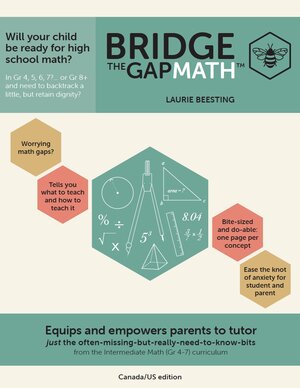 Will your child
be ready for high
school math?
In Gr 4, 5, 6, 7?... or Gr 8+
and need to backtrack a
little, but retain dignity?
BRIDGE
THE GAP MATH™
LAURIE BEESTING
Worrying
math gaps?
Tells you
what to teach
and how to
teach it
a
b
c
area=?
% ÷
√ x
5³
8.04
Bite-sized
and do-able:
one page per
concept
Ease the knot
of anxiety for
student and
parent
Equips and empowers parents to tutor
just the often-missing-but-really-need-to-know-bits
from the Intermediate Math (Gr 4-7) curriculum
Canada/US edition